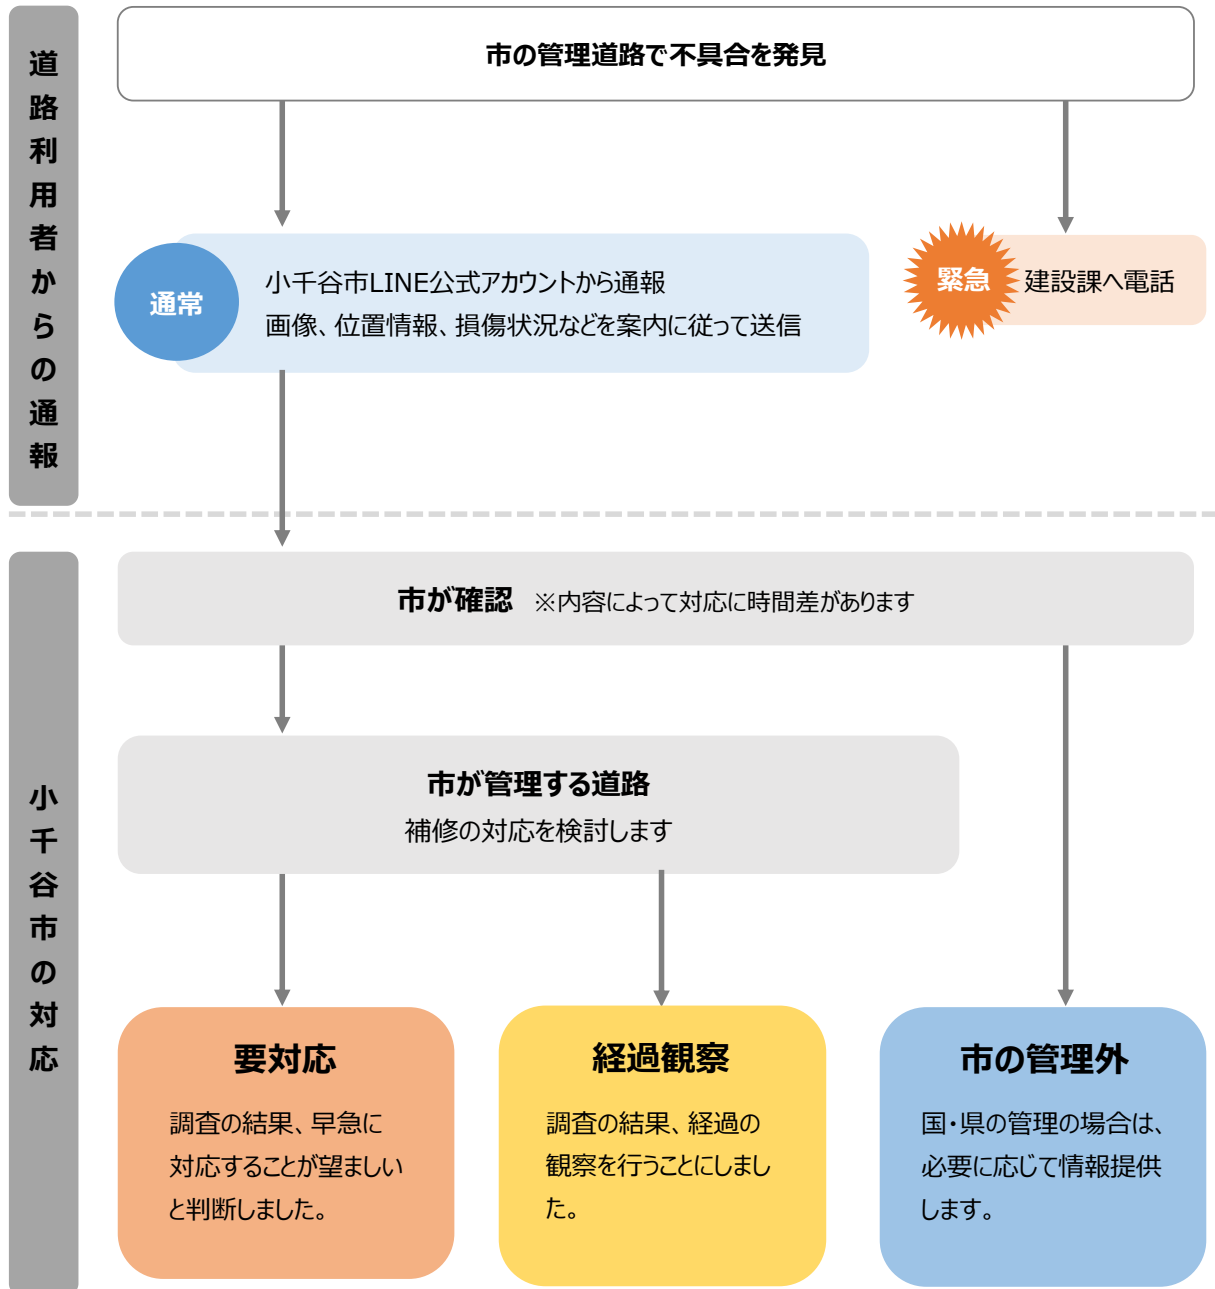 道路利用者からの通報
市の管理道路で不具合を発見
通常
小千谷市LINE公式アカウントから通報
画像、位置情報、損傷状況などを案内に従って送信
緊急
建設課へ電話
小千谷市の対応
市が確認 ※内容によって対応に時間差があります
市が管理する道路
補修の対応を検討します
要対応
調査の結果、早急に
対応することが望ましい
と判断しました。
経過観察
調査の結果、経過の
観察を行うことにしまし
た。
市の管理外
国・県の管理の場合は、
必要に応じて情報提供
します。